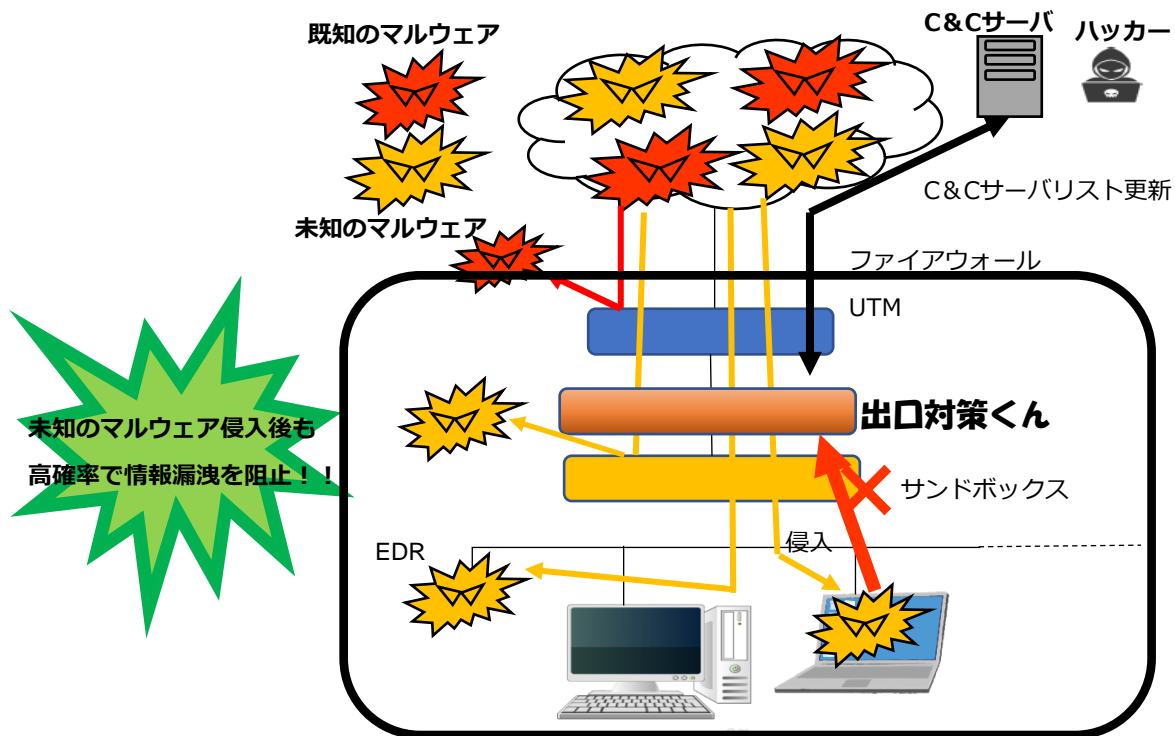 C&Cサーバ
ハッカー
既知のマルウェア
C&Cサーバリスト更新
未知のマルウェア
ファイアウォール
UTM
出口対策くん
未知のマルウェア侵入後も
高確率で情報漏洩を阻止！！
サンドボックス
EDR
侵入